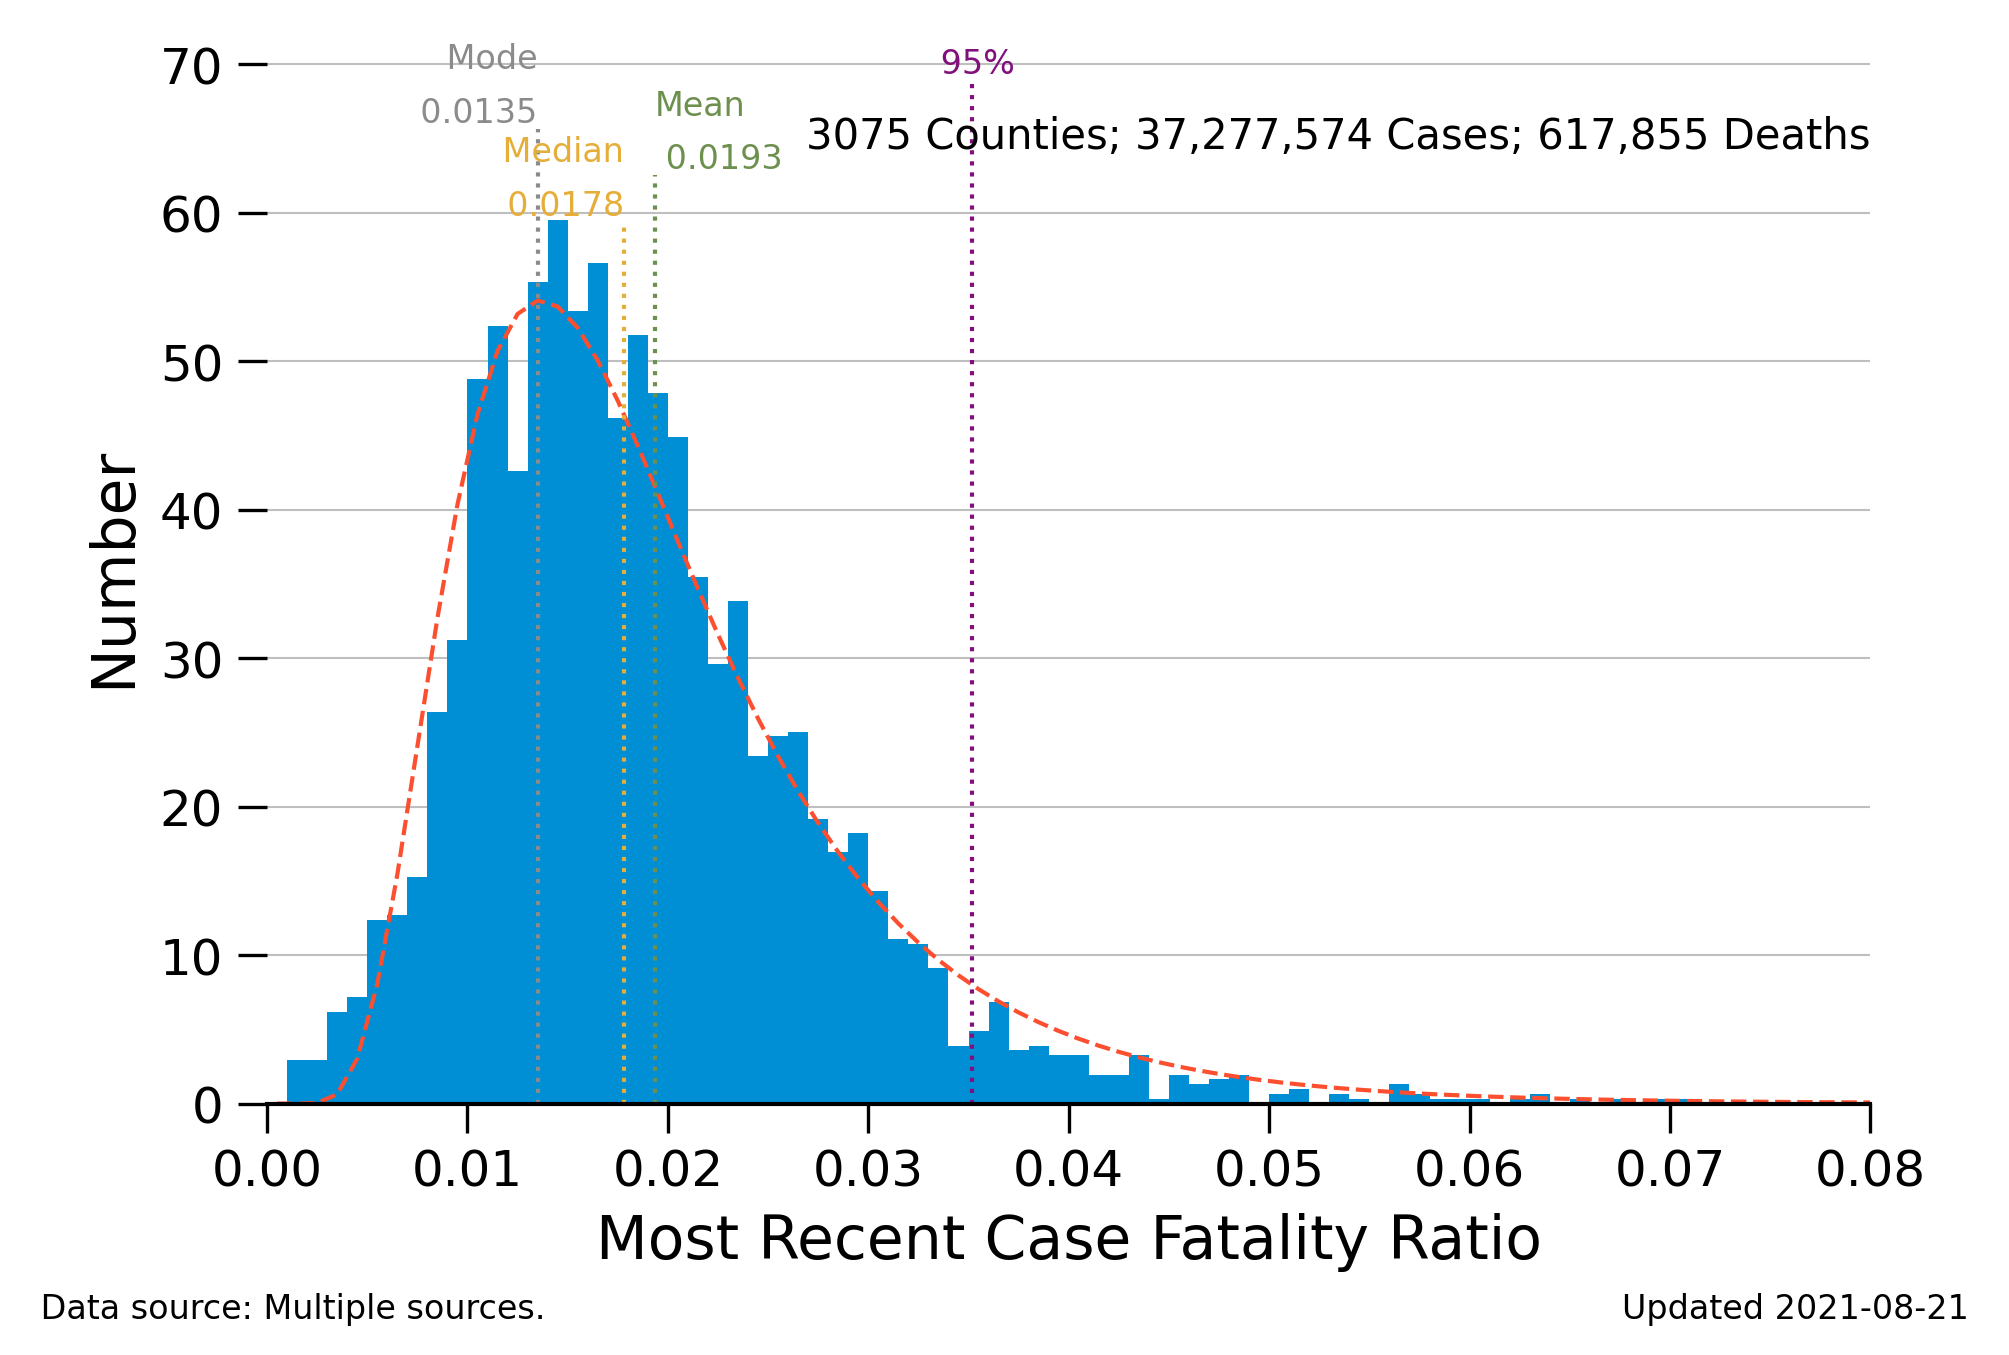 70
60
50
40
30
20
10
0
Number
Mode
0.0135
Median
0.0178
Mean
0.0193
95%
3075 Counties; 37,277,574 Cases; 617,855 Deaths
0.00 0.01 0.02 0.03 0.04 0.05 0.06 0.07 0.08
Most Recent Case Fatality Ratio
Data source: Multiple sources.
Updated 2021-08-21